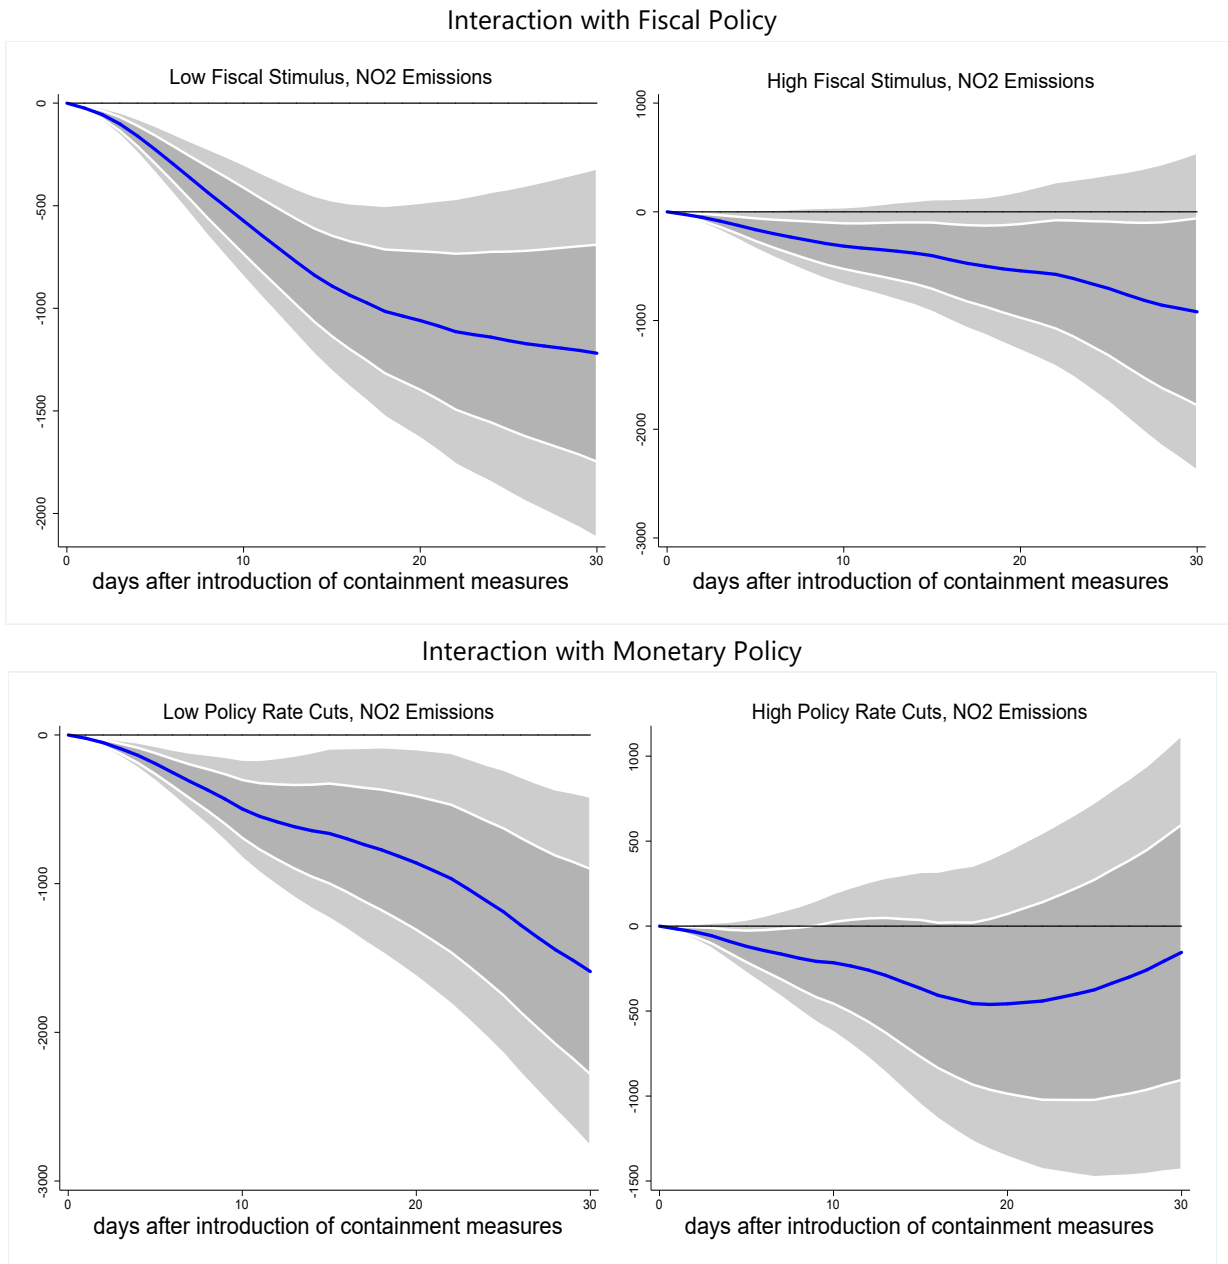 Interaction with Fiscal Policy
Low Fiscal Stimulus, NO2 Emissions
0
-500
-1000
-1500
-2000
0 10 20 30
days after introduction of containment measures
High Fiscal Stimulus, NO2 Emissions
1000
0
-1000
-2000
-3000
0 10 20 30
days after introduction of containment measures
Interaction with Monetary Policy
Low Policy Rate Cuts, NO2 Emissions
0
-1000
-2000
-3000
0 10 20 30
days after introduction of containment measures
High Policy Rate Cuts, NO2 Emissions
1000
500
0
-500
-1000
-1500
0 10 20 30
days after introduction of containment measures